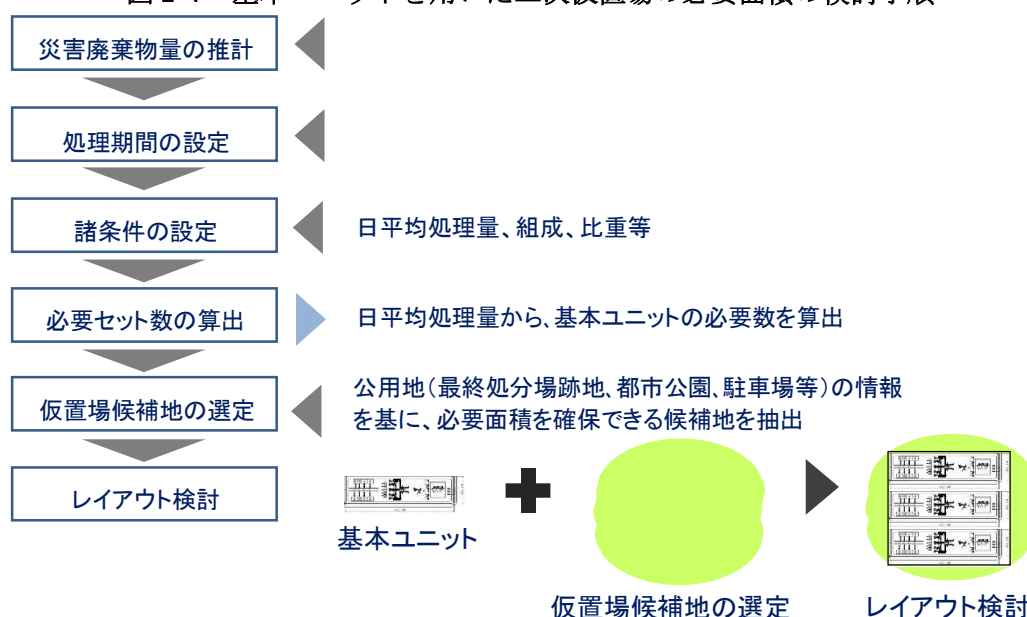 災害廃棄物量の推計
処理期間の設定
諸条件の設定
日平均処理量、組成、比重等
必要セット数の算出
日平均処理量から、基本ユニットの必要数を算出
仮置場候補地の選定
公用地（最終処分場跡地、都市公園、駐車場等）の情報
を基に、必要面積を確保できる候補地を抽出
レイアウト検討
基本ユニット
仮置場候補地の選定
レイアウト検討